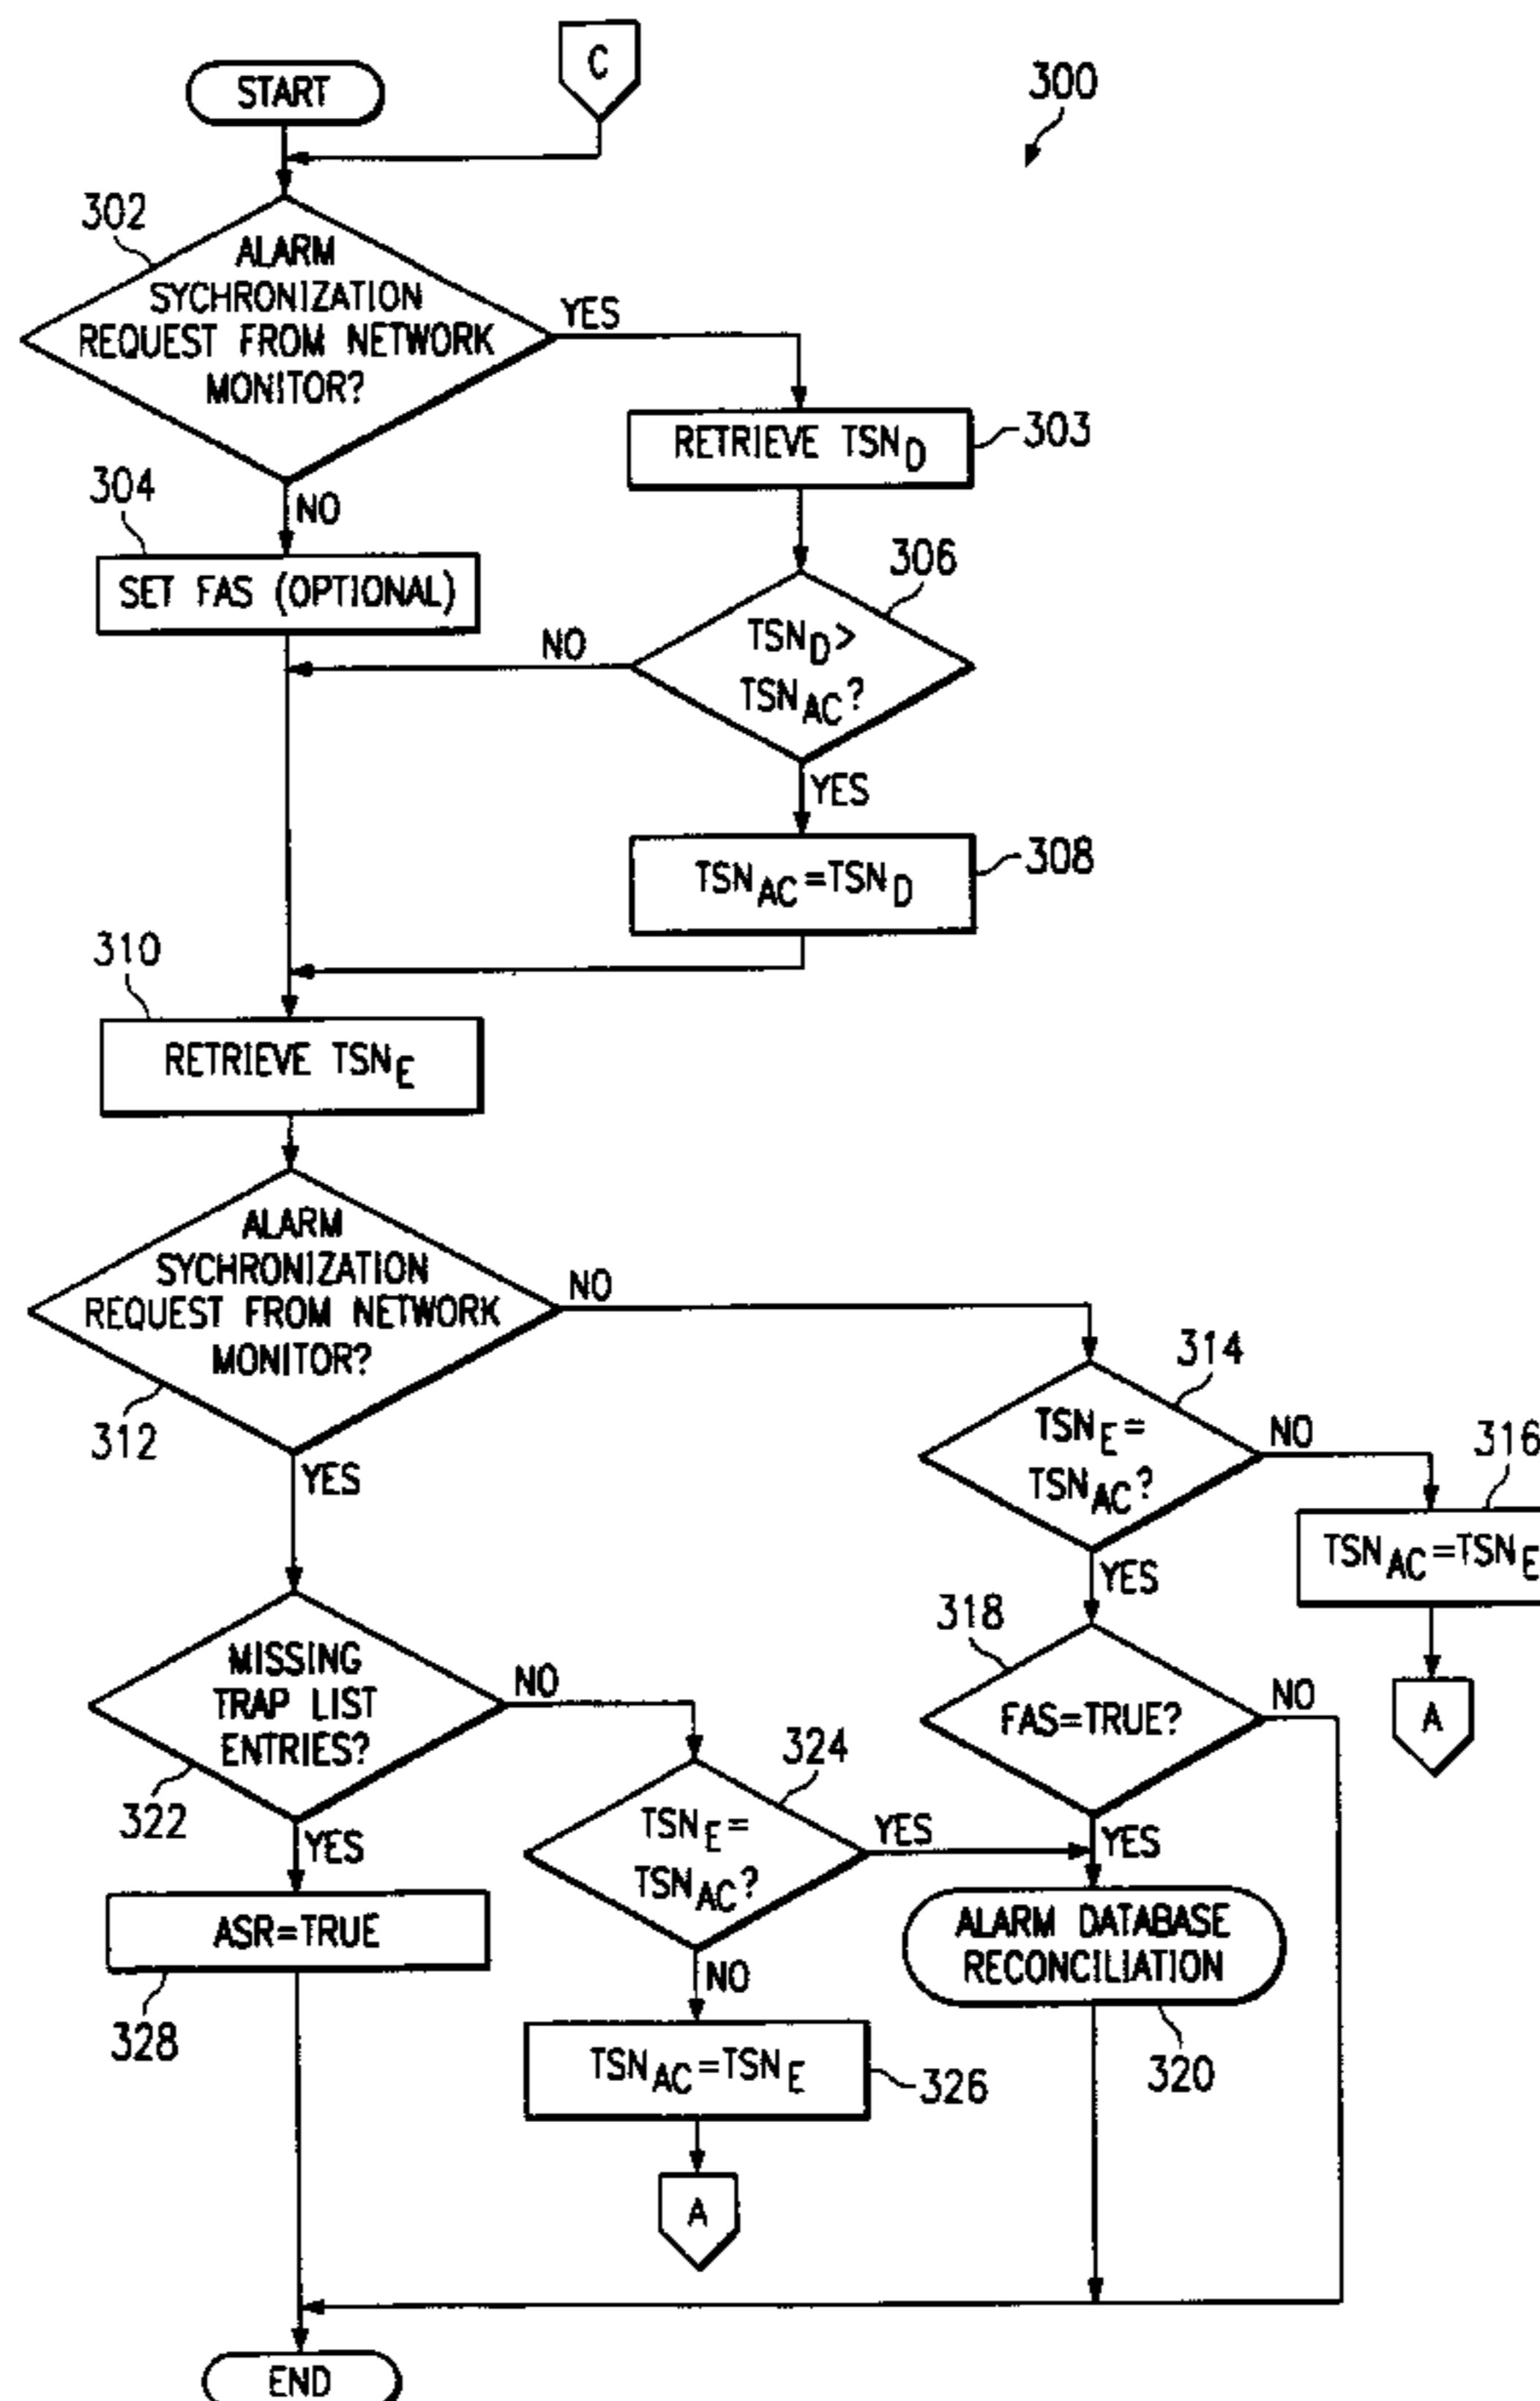 START
C
300
302
ALARM
SYCHRONIZATION
REQUEST FROM NETWORK
MONITOR?
YES
NO
RETRIEVE TSND
303
304
SET FAS (OPTIONAL)
306
TSND>
TSNAC?
NO
YES
TSNAC=TSND
308
310
RETRIEVE TSNE
ALARM
SYCHRONIZATION
REQUEST FROM NETWORK
MONITOR?
NO
312
YES
314
TSNE=
TSNAC?
NO
316
TSNAC=TSNE
A
YES
318
FAS=TRUE?
NO
YES
MISSING
TRAP LIST
ENTRIES?
NO
322
YES
324
TSNE=
TSNAC?
YES
NO
ALARM DATABASE
RECONCILIATION
320
ASR=TRUE
328
TSNAC=TSNE
326
A
END